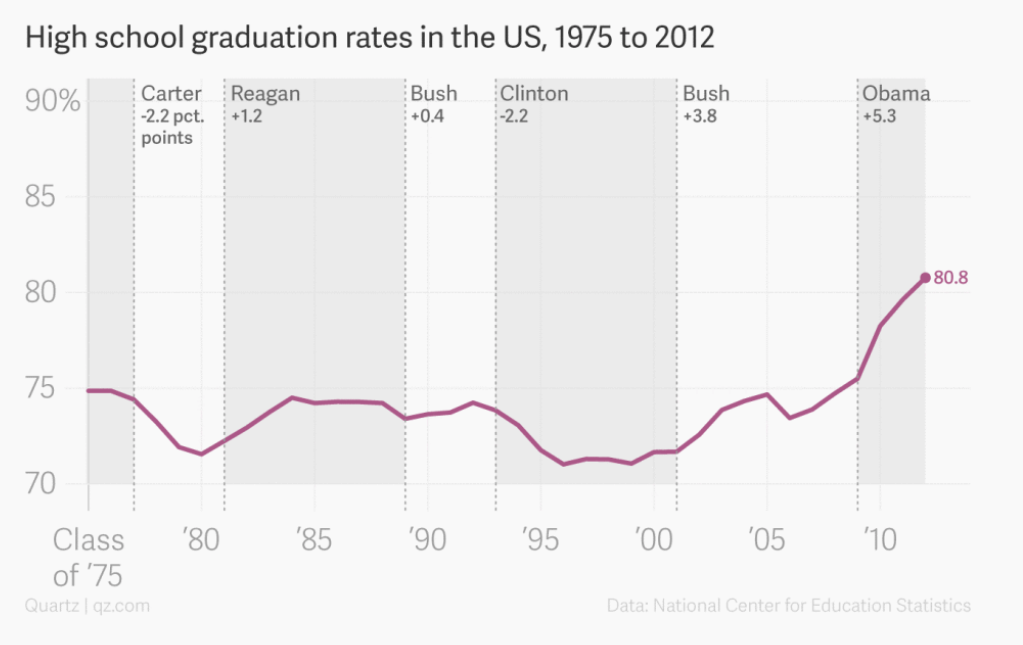 High school graduation rates in the US, 1975 to 2012
90%
Carter
-2.2 pct.
points
Reagan
+1.2
Bush
+0.4
Clinton
-2.2
Bush
+3.8
Obama
+5.3
85
80
80.8
75
70
Class
of ’75
’80
’85
’90
’95
’00
’05
’10
Quartz | qz.com
Data: National Center for Education Statistics